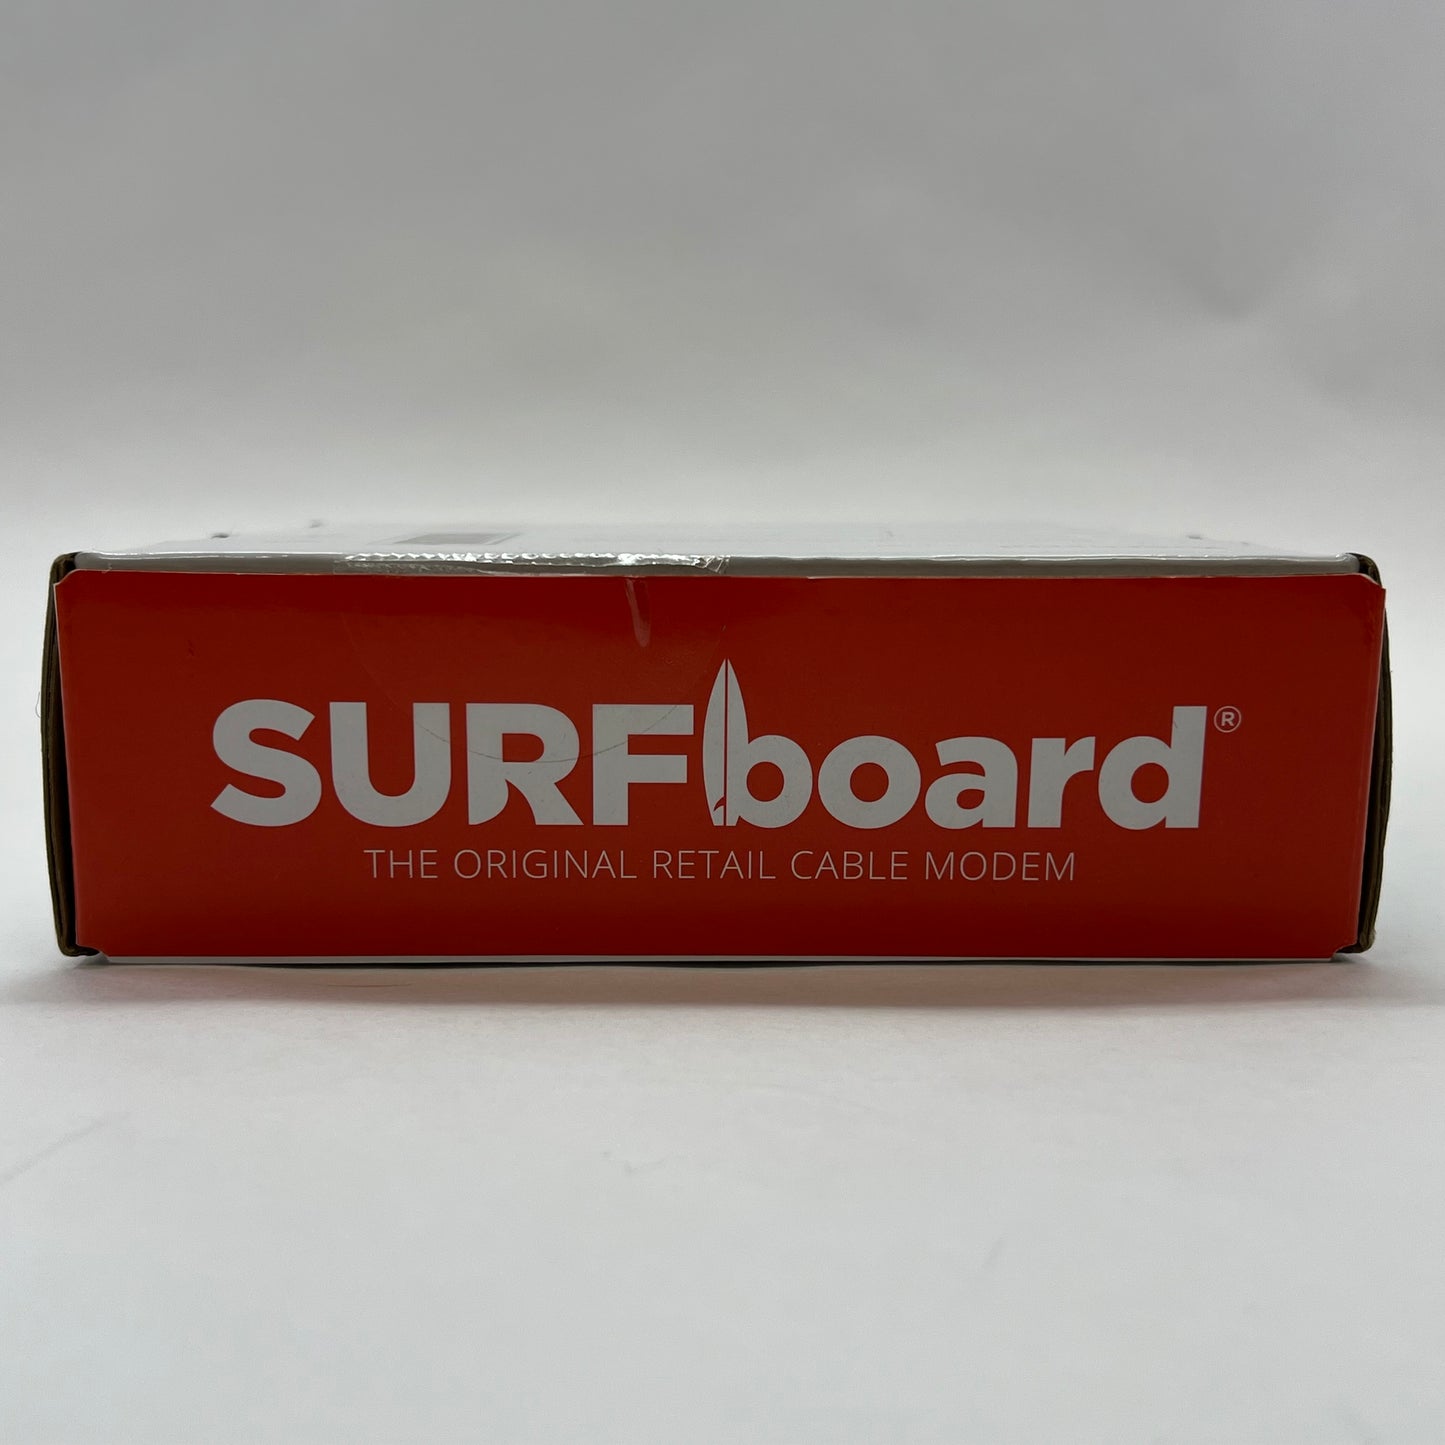 SURFboard®
THE ORIGINAL RETAIL CABLE MODEM